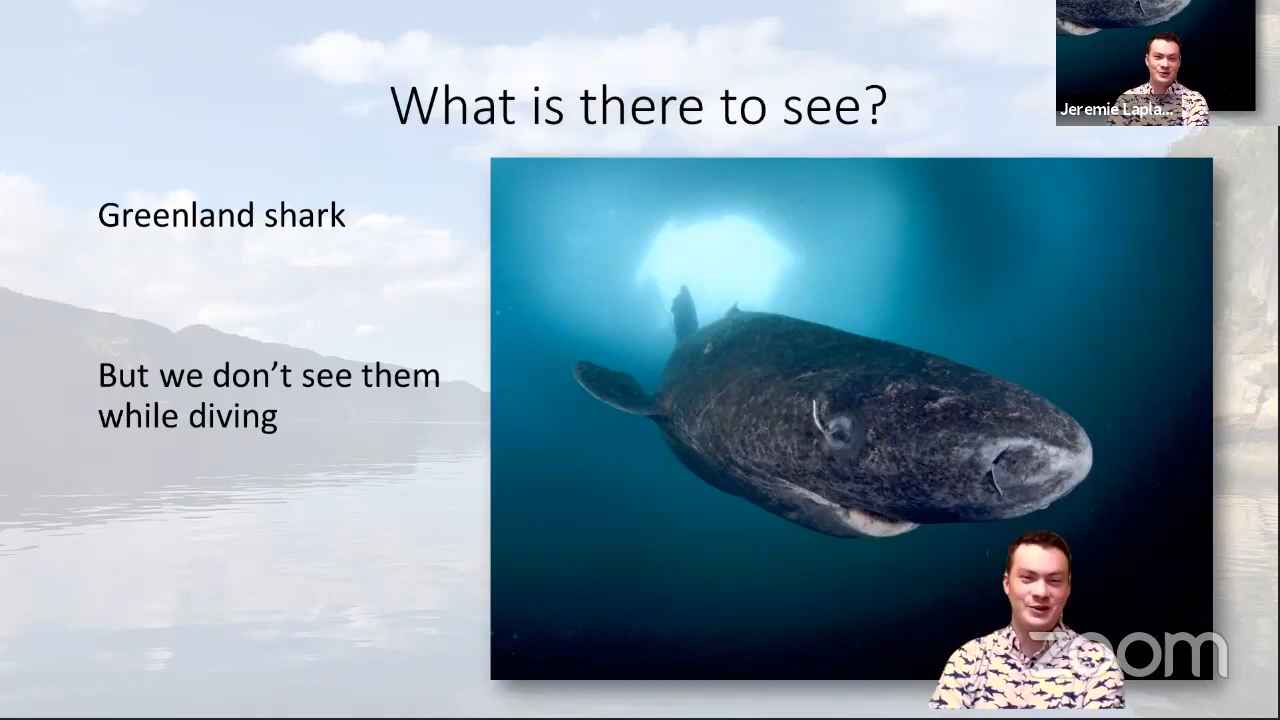 What is there to see?
Jeremie Lapla...
Greenland shark
But we don't see them
while diving
zoom